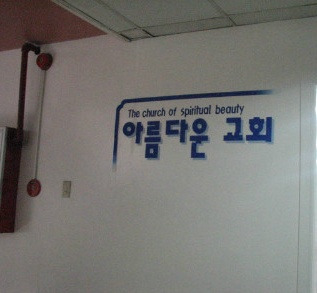 The church of spiritual beauty
아름다운 교회